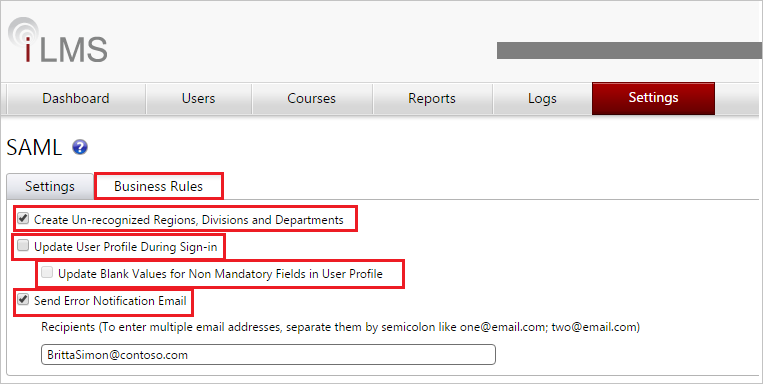 i LMS
Dashboard Users Courses Reports Logs Settings
SAML ?
Settings Business Rules
Create Un-recognized Regions, Divisions and Departments
Update User Profile During Sign-in
Update Blank Values for Non Mandatory Fields in User Profile
Send Error Notification Email
Recipients (To enter multiple email addresses, separate them by semicolon like one@email.com; two@email.com)
BrittaSimon@contoso.com